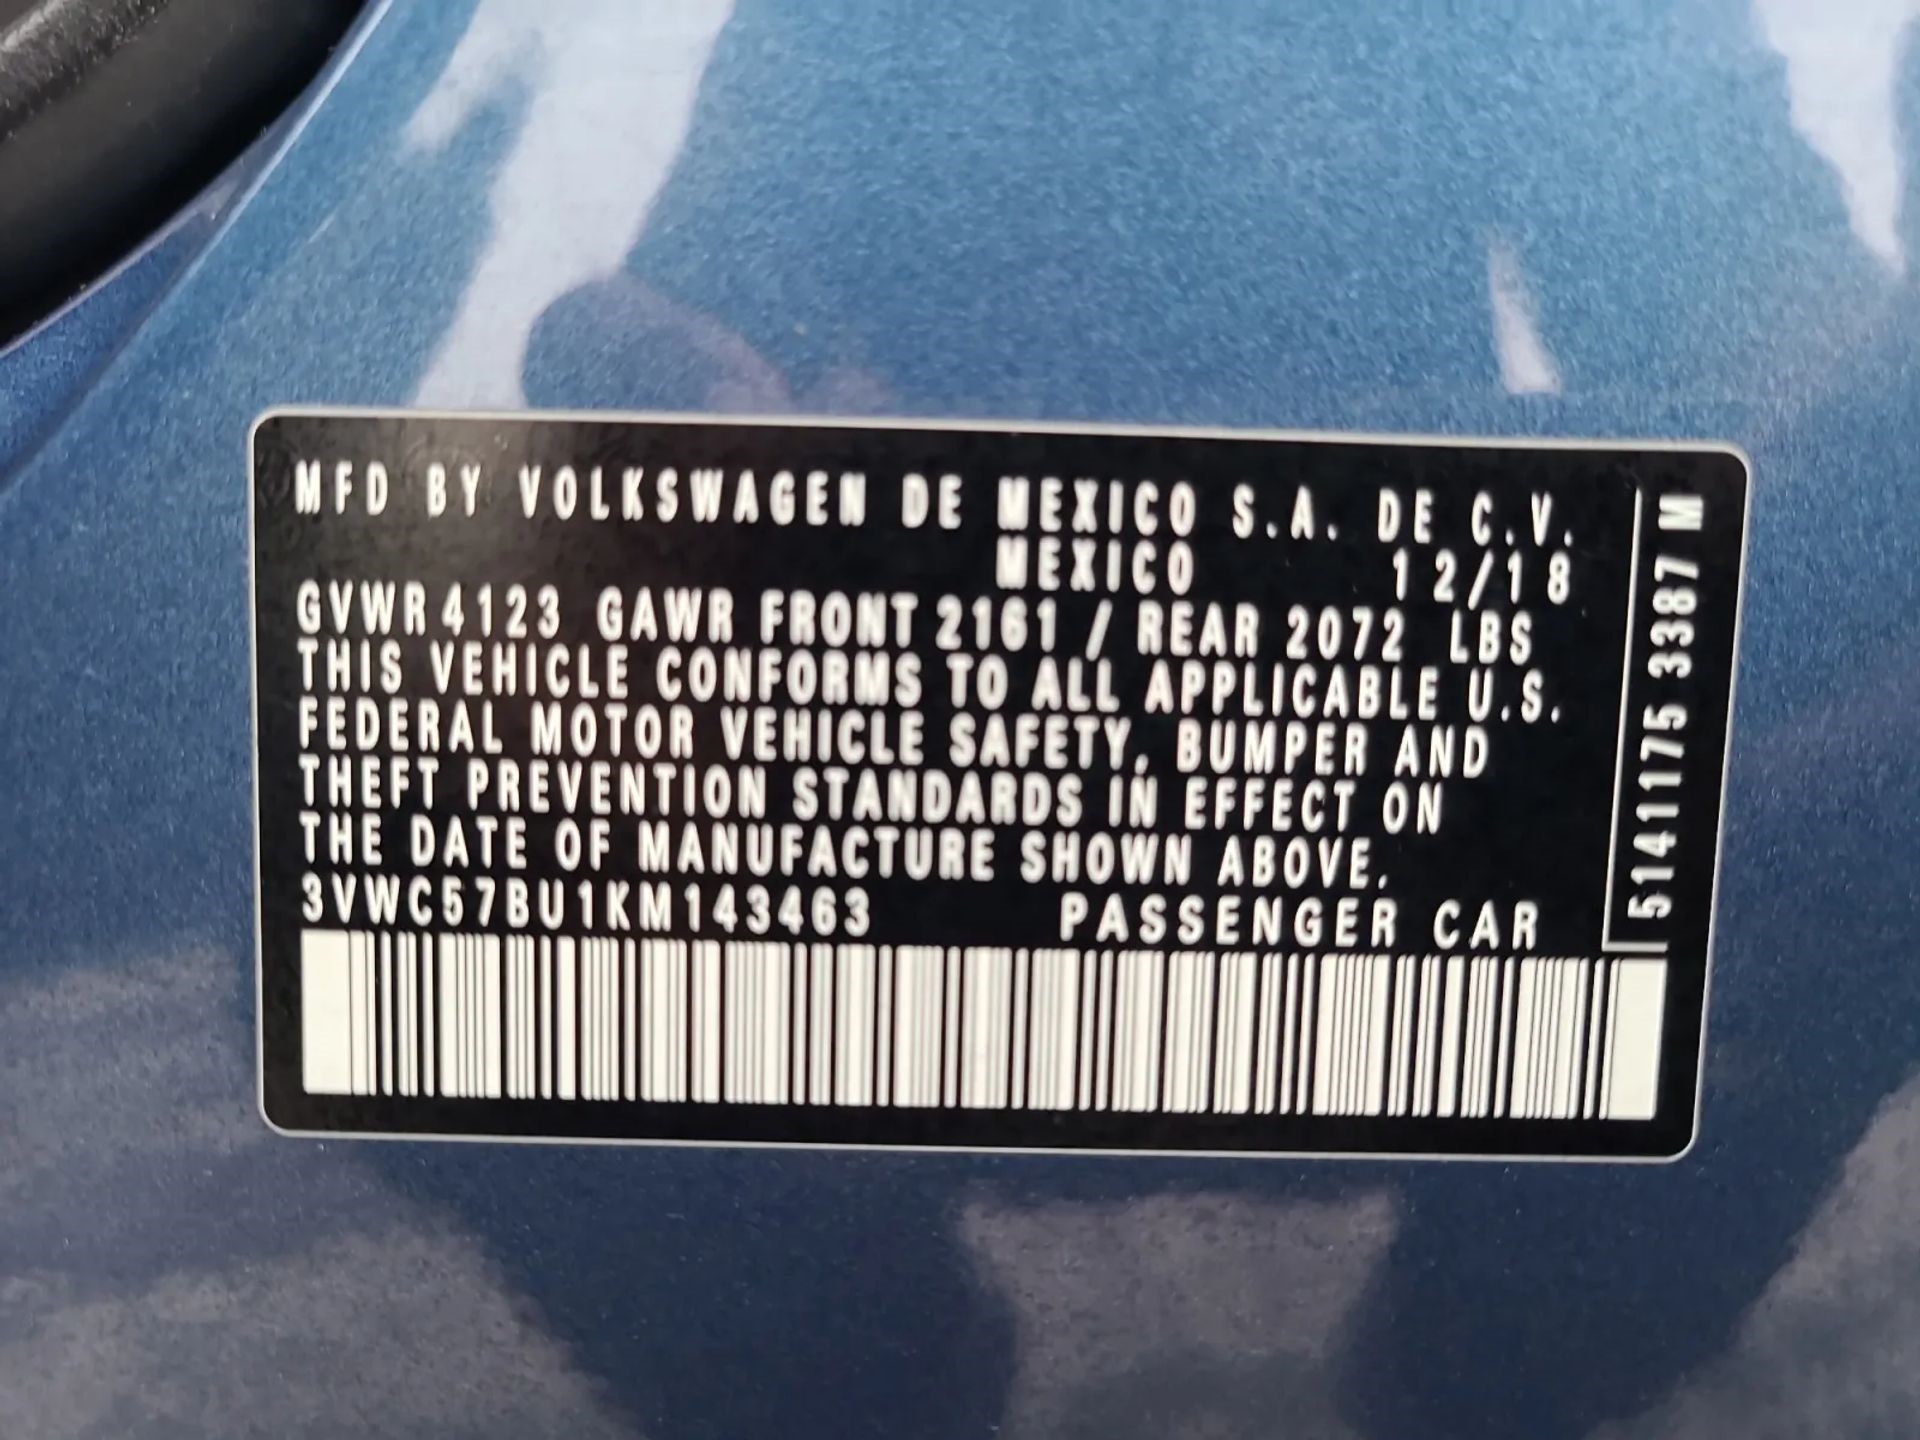 MFD BY VOLKSWAGEN DE MEXICO S.A. DE C.V.
MEXICO 12/18
GVWR 4123 GAWR FRONT 2161 / REAR 2072 LBS
THIS VEHICLE CONFORMS TO ALL APPLICABLE U.S.
FEDERAL MOTOR VEHICLE SAFETY, BUMPER AND
THEFT PREVENTION STANDARDS IN EFFECT ON
THE DATE OF MANUFACTURE SHOWN ABOVE.
3VWC57BU1KM143463 PASSENGER CAR
5141175 3387 M